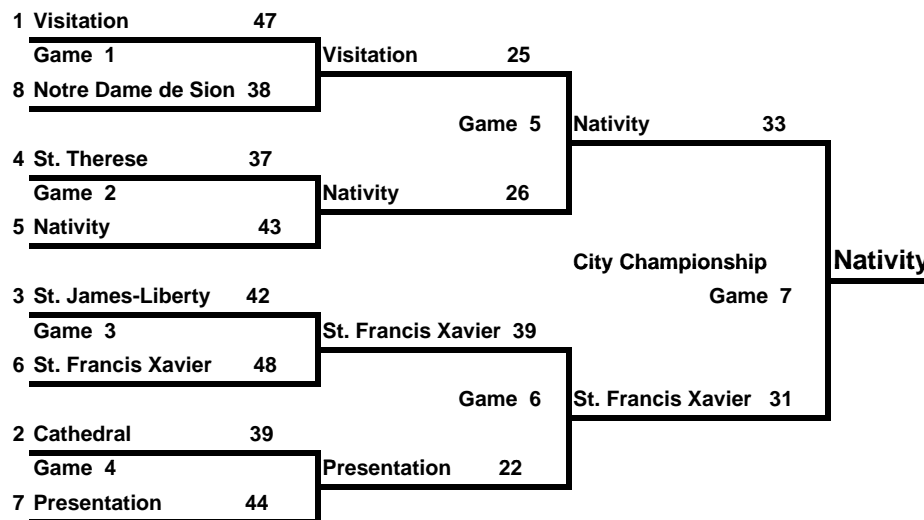 1 Visitation 47
Game 1
8 Notre Dame de Sion 38
Visitation 25
Game 5
4 St. Therese 37
Game 2
5 Nativity 43
Nativity 26
Nativity 33
City Championship
Game 7
Nativity
3 St. James-Liberty 42
Game 3
6 St. Francis Xavier 48
St. Francis Xavier 39
Game 6
St. Francis Xavier 31
2 Cathedral 39
Game 4
7 Presentation 44
Presentation 22